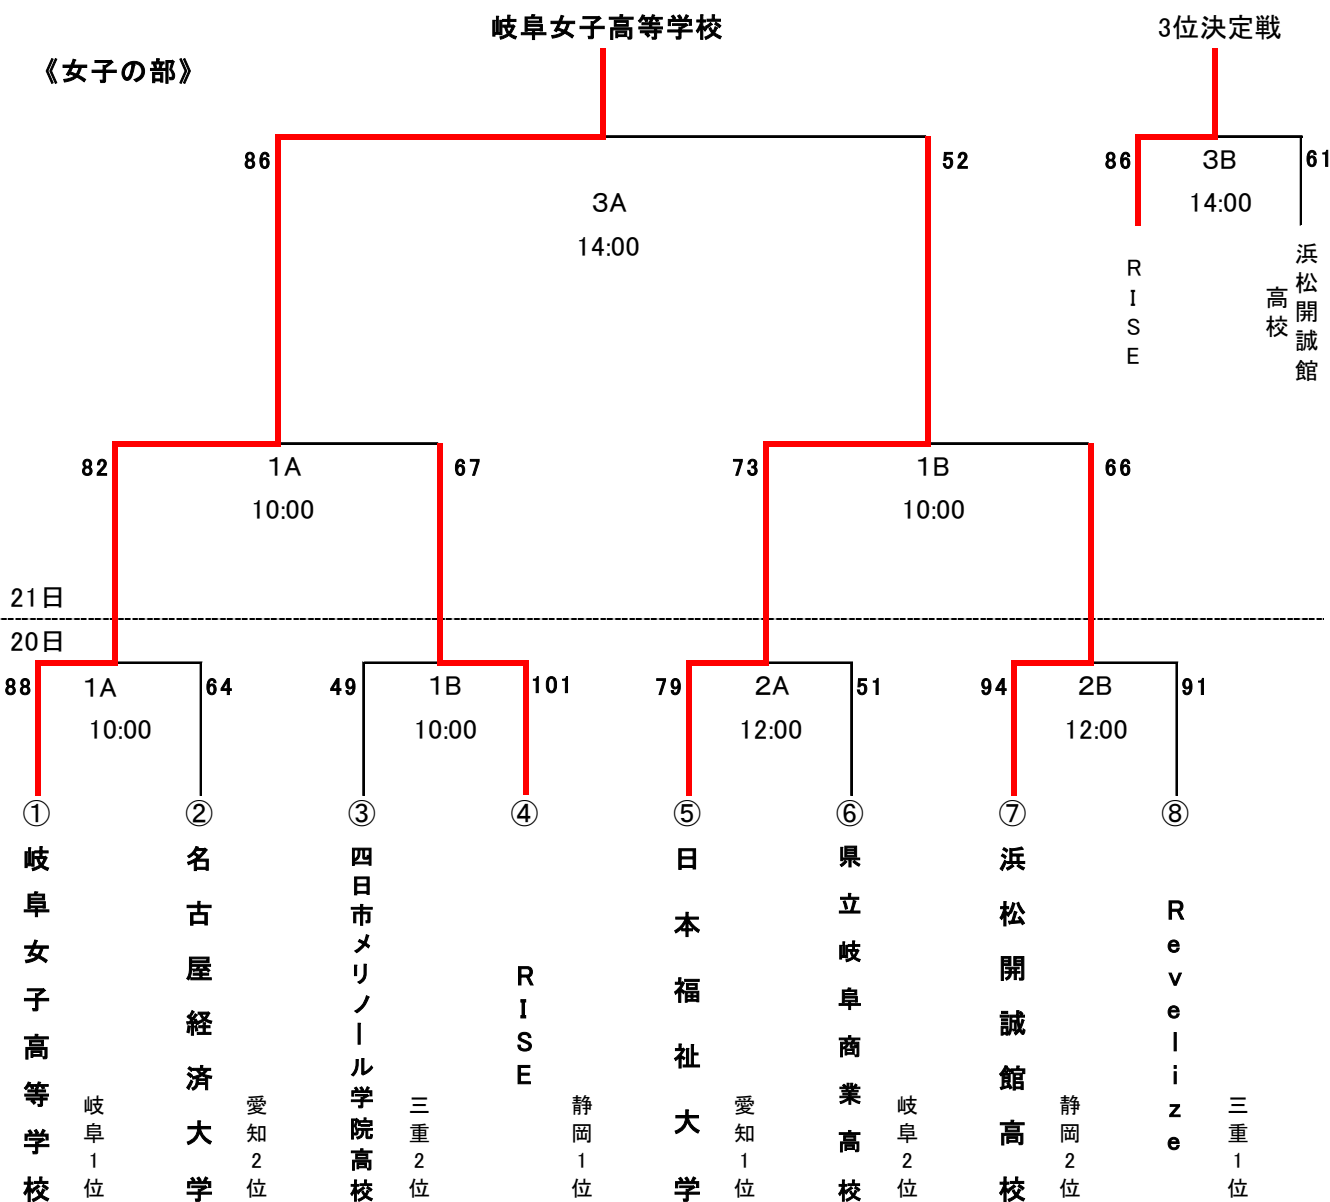 岐阜女子高等学校
3位決定戦
《女子の部》
86
52
3A
14:00
86
3B
61
14:00
RISE
浜松開誠館
高校
82
1A
67
10:00
73
1B
66
10:00
21日
20日
88
1A
64
10:00
49
1B
101
10:00
79
2A
51
12:00
94
2B
91
12:00
①
②
③
④
⑤
⑥
⑦
⑧
岐阜女子高等学校
岐阜1位
名古屋経済大学
愛知2位
四日市メリノール学院高校
三重2位
RISE
静岡1位
日本福祉大学
愛知1位
県立岐阜商業高校
岐阜2位
浜松開誠館高校
静岡2位
Revelize
三重1位